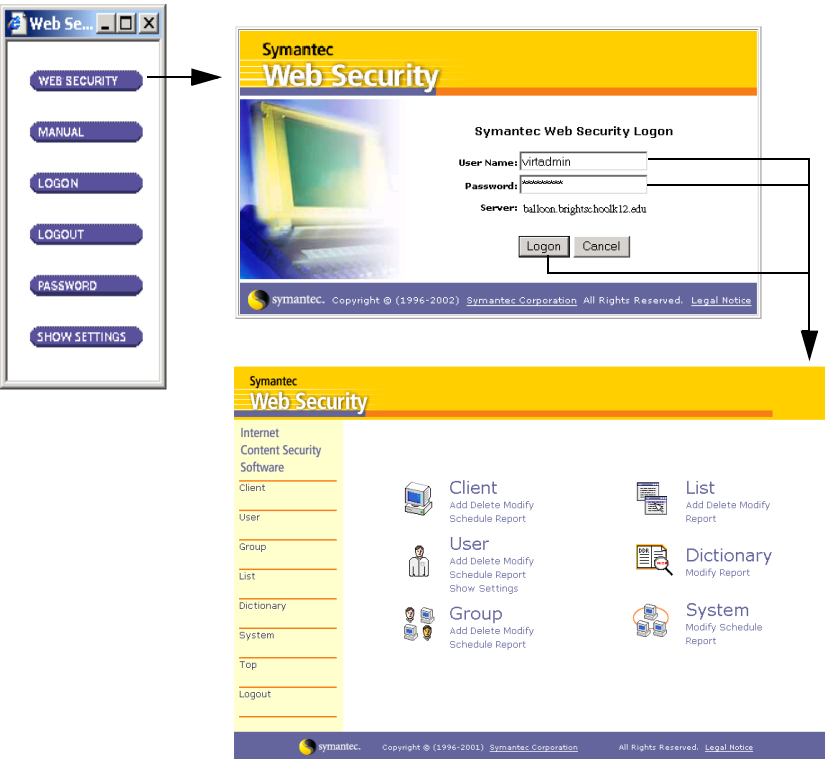 Web Se...
WEB SECURITY
MANUAL
LOGON
LOGOUT
PASSWORD
SHOW SETTINGS
Symantec
Web Security
Symantec Web Security Logon
User Name: virtadmin
Password: *********
Server: balloon.brightschoolk12.edu
Logon Cancel
symantec. Copyright © (1996-2002) Symantec Corporation All Rights Reserved. Legal Notice
Symantec
Web Security
Internet
Content Security
Software
Client
User
Group
List
Dictionary
System
Top
Logout
Client
Add Delete Modify
Schedule Report
User
Add Delete Modify
Schedule Report
Show Settings
Group
Add Delete Modify
Schedule Report
List
Add Delete Modify
Report
DDR
Dictionary
Modify Report
System
Modify Schedule
Report
symantec. Copyright © (1996-2001) Symantec Corporation All Rights Reserved. Legal Notice